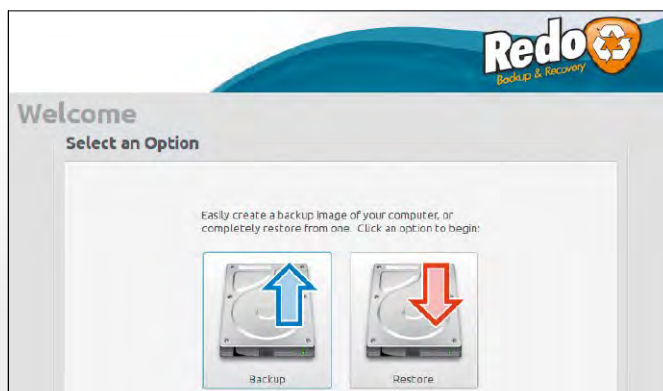 Redo
Backup & Recovery
Welcome
Select an Option
Easily create a backup image of your computer, or
completely restore from one. Click an option to begin:
Backup
Restore